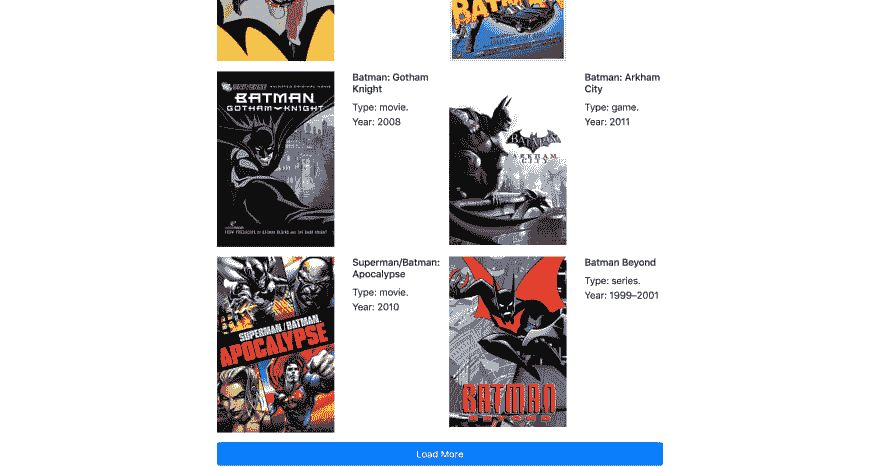 BATMAN
BATMAN
GOTHAM KNIGHT
Batman: Gotham
Knight
Type: movie.
Year: 2008
BATMAN
ARKHAM
CITY
Batman: Arkham
City
Type: game.
Year: 2011
SUPERMAN/BATMAN
APOCALYPSE
Superman/Batman:
Apocalypse
Type: movie.
Year: 2010
BATMAN
BEYOND
Batman Beyond
Type: series.
Year: 1999–2001
Load More